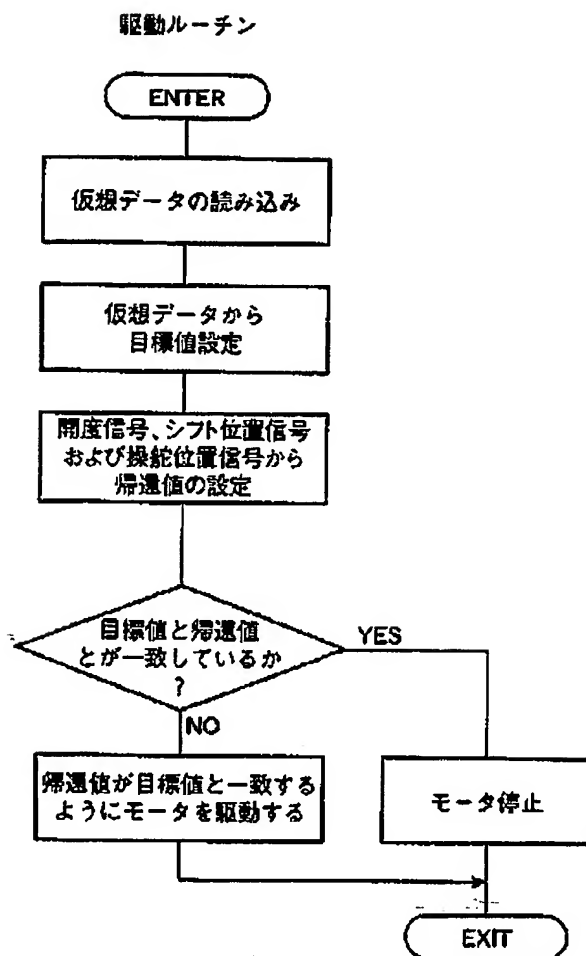 駆動ルーチン
ENTER
仮想データの読み込み
仮想データから
目標値設定
開度信号、シフト位置信号
および操舵位置信号から
帰還値の設定
目標値と帰還値
とが一致しているか
?
YES
NO
帰還値が目標値と一致する
ようにモータを駆動する
モータ停止
EXIT